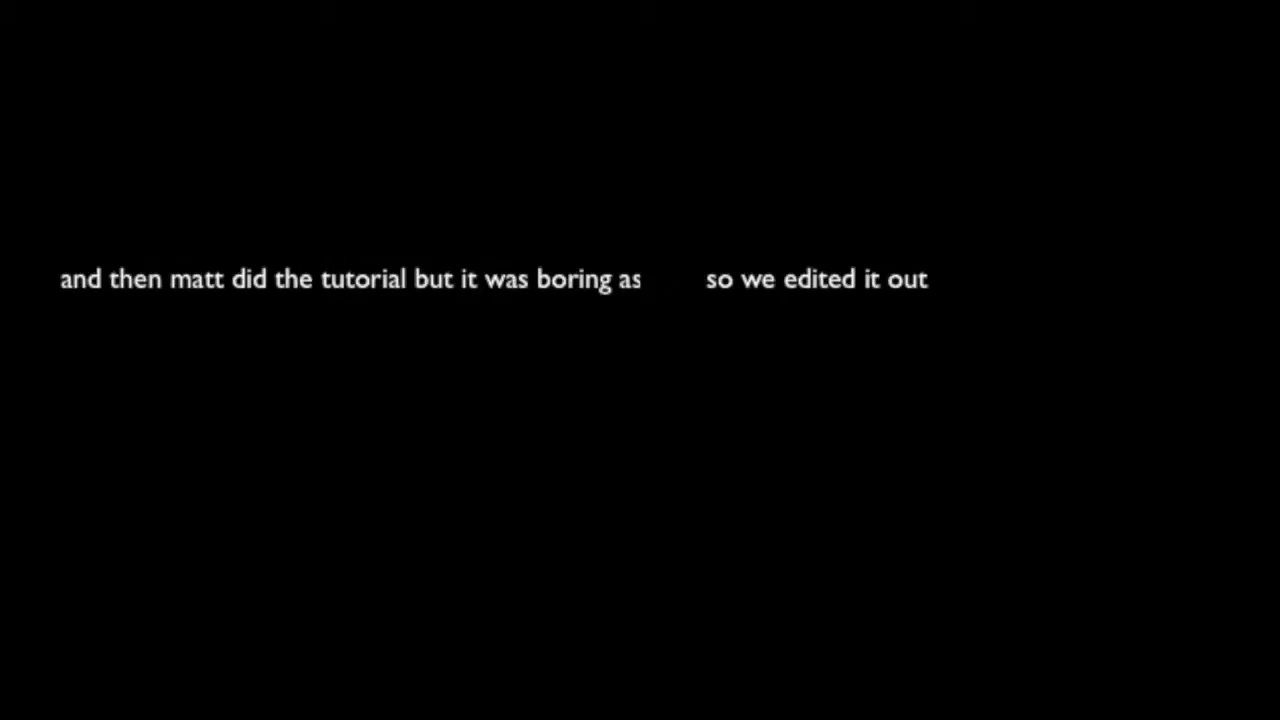 and then matt did the tutorial but it was boring as so we edited it out